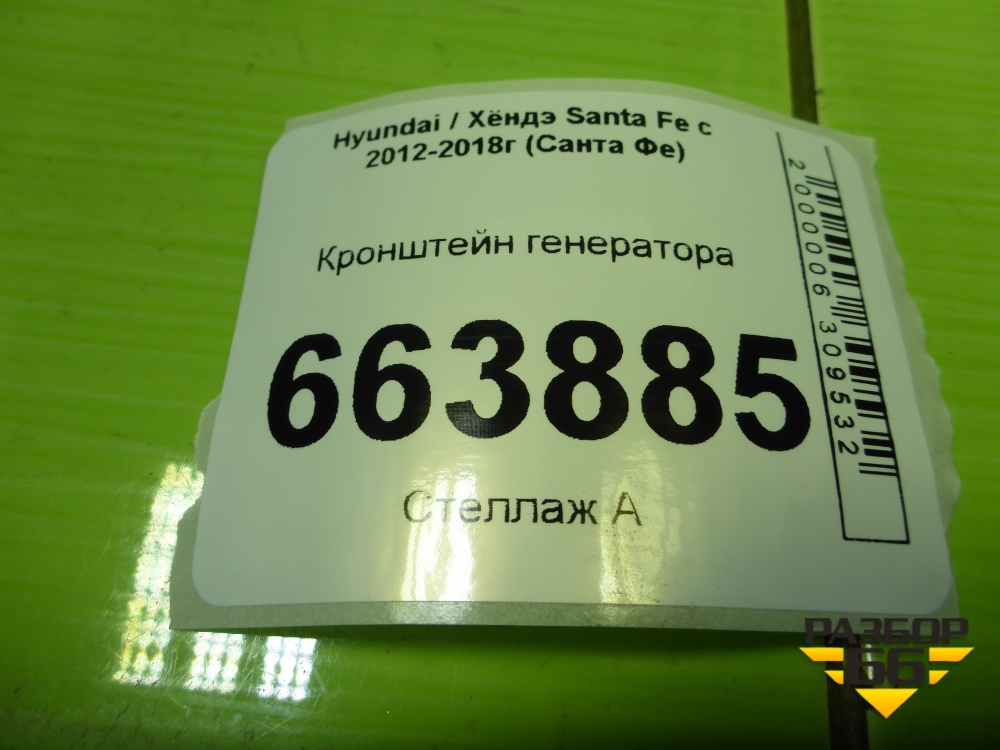 Hyundai / Хёндэ Santa Fe с
2012-2018г (Санта Фе)
Кронштейн генератора
663885
Стеллаж А
2000006309532
РАЗБОР
66